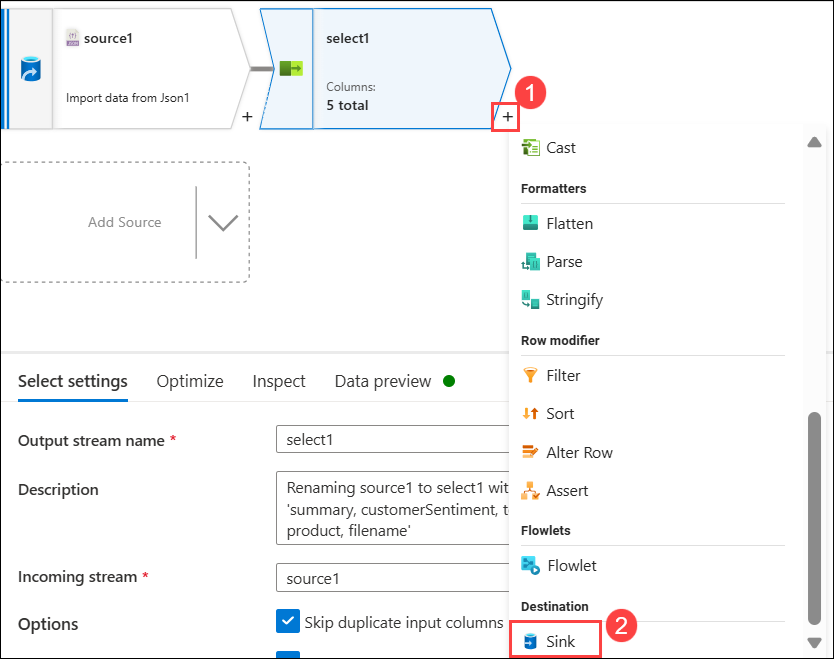 source1
Import data from Json1
+
select1
Columns:
5 total
+
1
Add Source
Cast
Formatters
Flatten
Parse
Stringify
Row modifier
Filter
Sort
Alter Row
Assert
Flowlets
Flowlet
Destination
Sink
2
Select settings
Optimize
Inspect
Data preview
Output stream name *
select1
Description
Renaming source1 to select1 wit
'summary, customerSentiment, t
product, filename'
Incoming stream *
source1
Options
Skip duplicate input columns